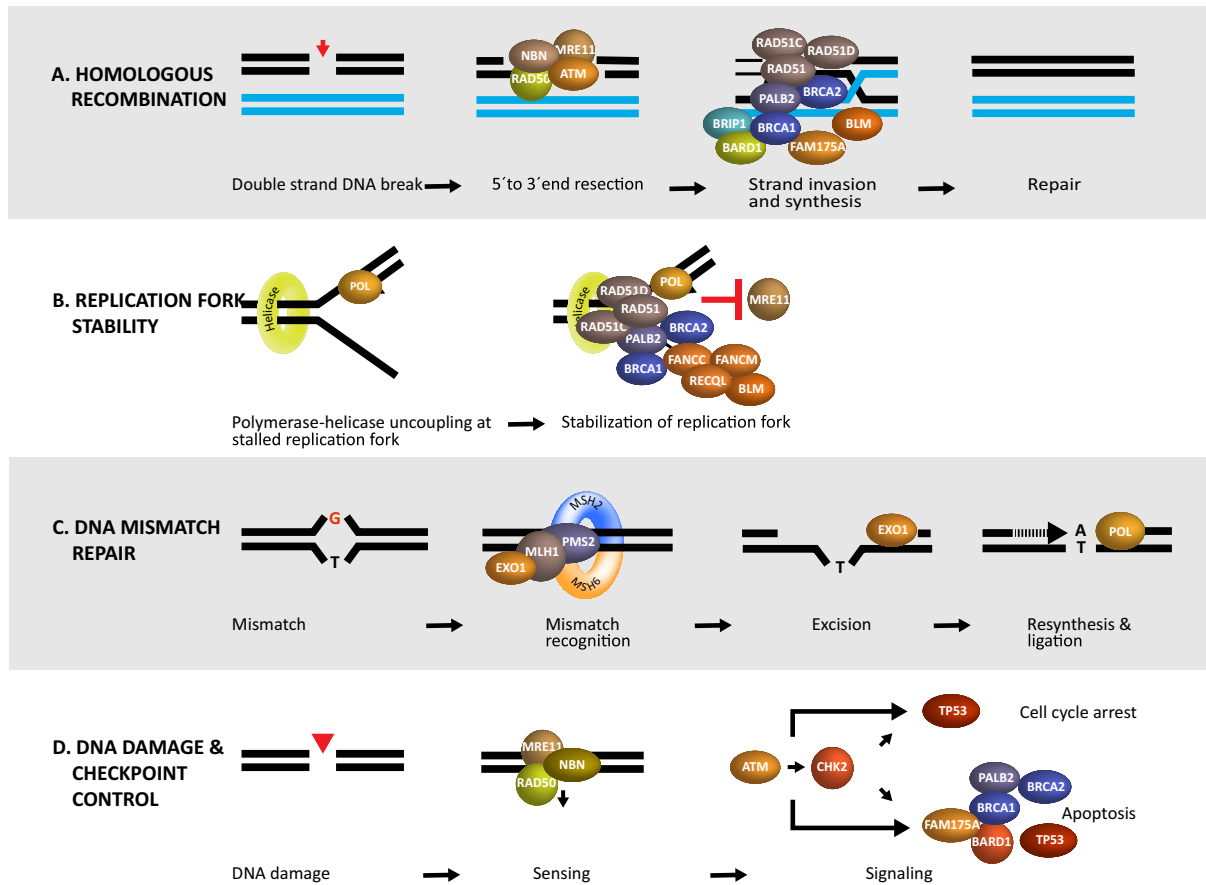 A. HOMOLOGOUS
RECOMBINATION
NBN
MRE11
RAD50
ATM
RAD51C
RAD51D
RAD51
PALB2
BRCA2
BRIP1
BRCA1
BLM
BARD1
FAM175A
Double strand DNA break
5´to 3´end resection
Strand invasion
and synthesis
Repair
B. REPLICATION FORK
STABILITY
Helicase
POL
Helicase
RAD51D
POL
MRE11
RAD51
RAD51C
BRCA2
PALB2
BRCA1
FANCC
FANCM
RECQL
BLM
Polymerase-helicase uncoupling at
stalled replication fork
Stabilization of replication fork
C. DNA MISMATCH
REPAIR
G
T
MSH2
PMS2
MLH1
EXO1
MSH6
EXO1
T
A
T
POL
Mismatch
Mismatch
recognition
Excision
Resynthesis &
ligation
D. DNA DAMAGE &
CHECKPOINT
CONTROL
MRE11
NBN
RAD50
ATM
CHK2
TP53
Cell cycle arrest
PALB2
BRCA2
BRCA1
Apoptosis
FAM175A
BARD1
TP53
DNA damage
Sensing
Signaling